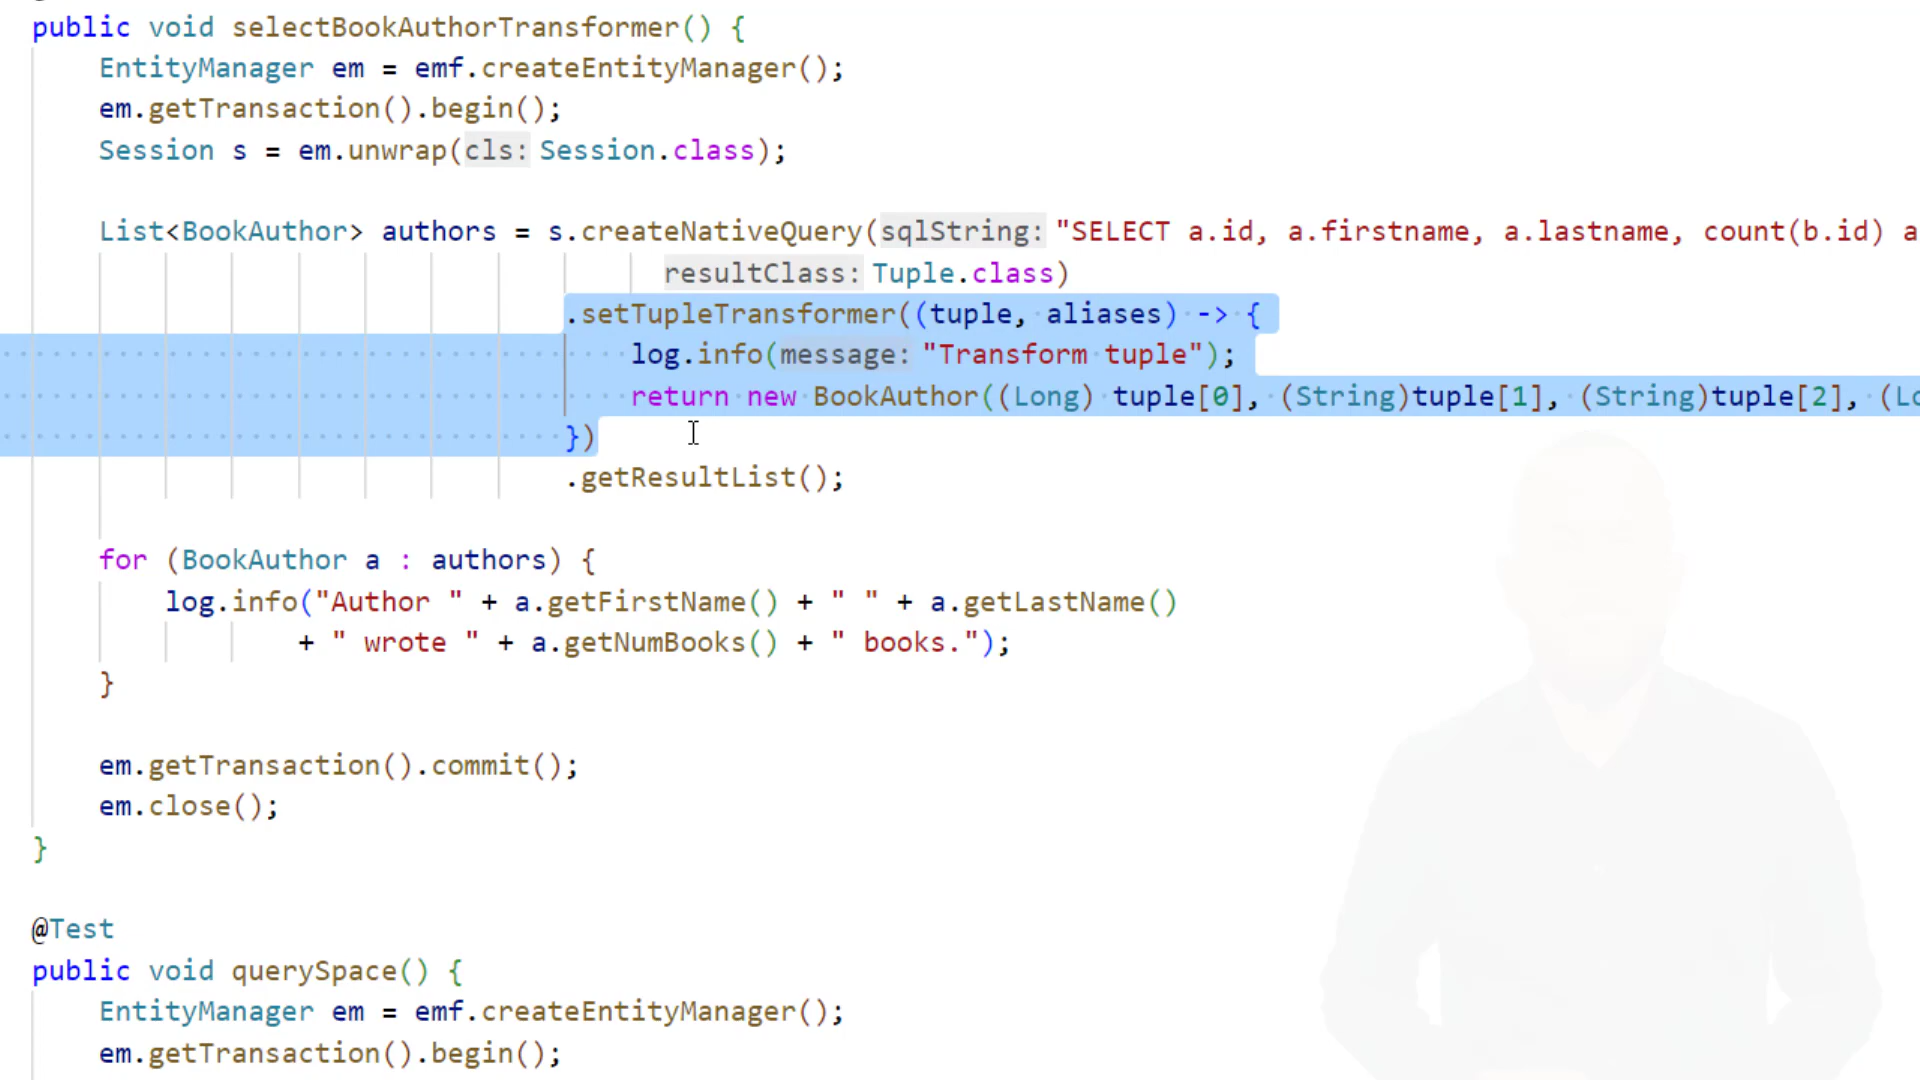 public void selectBookAuthorTransformer() {
EntityManager em = emf.createEntityManager();
em.getTransaction().begin();
Session s = em.unwrap(cls: Session.class);
List<BookAuthor> authors = s.createNativeQuery(sqlString: "SELECT a.id, a.firstname, a.lastname, count(b.id) a
resultClass: Tuple.class)
.setTupleTransformer((tuple, aliases) -> {
log.info(message: "Transform tuple");
return new BookAuthor((Long) tuple[0], (String)tuple[1], (String)tuple[2], (Lo
})
.getResultList();
for (BookAuthor a : authors) {
log.info("Author " + a.getFirstName() + " " + a.getLastName()
+ " wrote " + a.getNumBooks() + " books.");
}
em.getTransaction().commit();
em.close();
}
@Test
public void querySpace() {
EntityManager em = emf.createEntityManager();
em.getTransaction().begin();